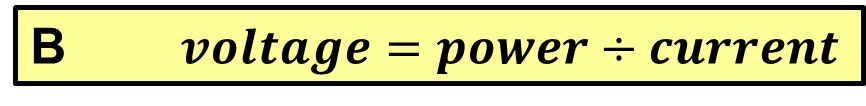 B voltage = power ÷ current